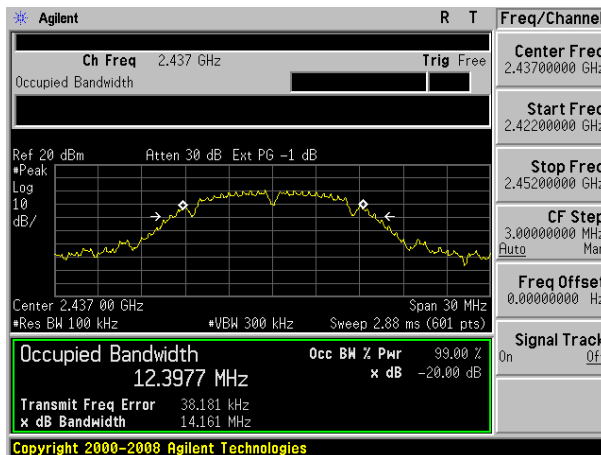 Agilent R T Freq/Channel
Ch Freq 2.437 GHz Trig Free
Occupied Bandwidth
Center Freq
2.43700000 GHz
Start Freq
2.42200000 GHz
Stop Freq
2.45200000 GHz
CF Step
3.00000000 MHz
Auto Man
Freq Offset
0.00000000 Hz
Signal Track
On Off
Ref 20 dBm Atten 30 dB Ext PG -1 dB
#Peak
Log
10
dB/
Center 2.437 00 GHz Span 30 MHz
#Res BW 100 kHz #VBW 300 kHz Sweep 2.88 ms (601 pts)
Occupied Bandwidth Occ BW % Pwr 99.00 %
12.3977 MHz x dB -20.00 dB
Transmit Freq Error 38.181 kHz
x dB Bandwidth 14.161 MHz
Copyright 2000-2008 Agilent Technologies